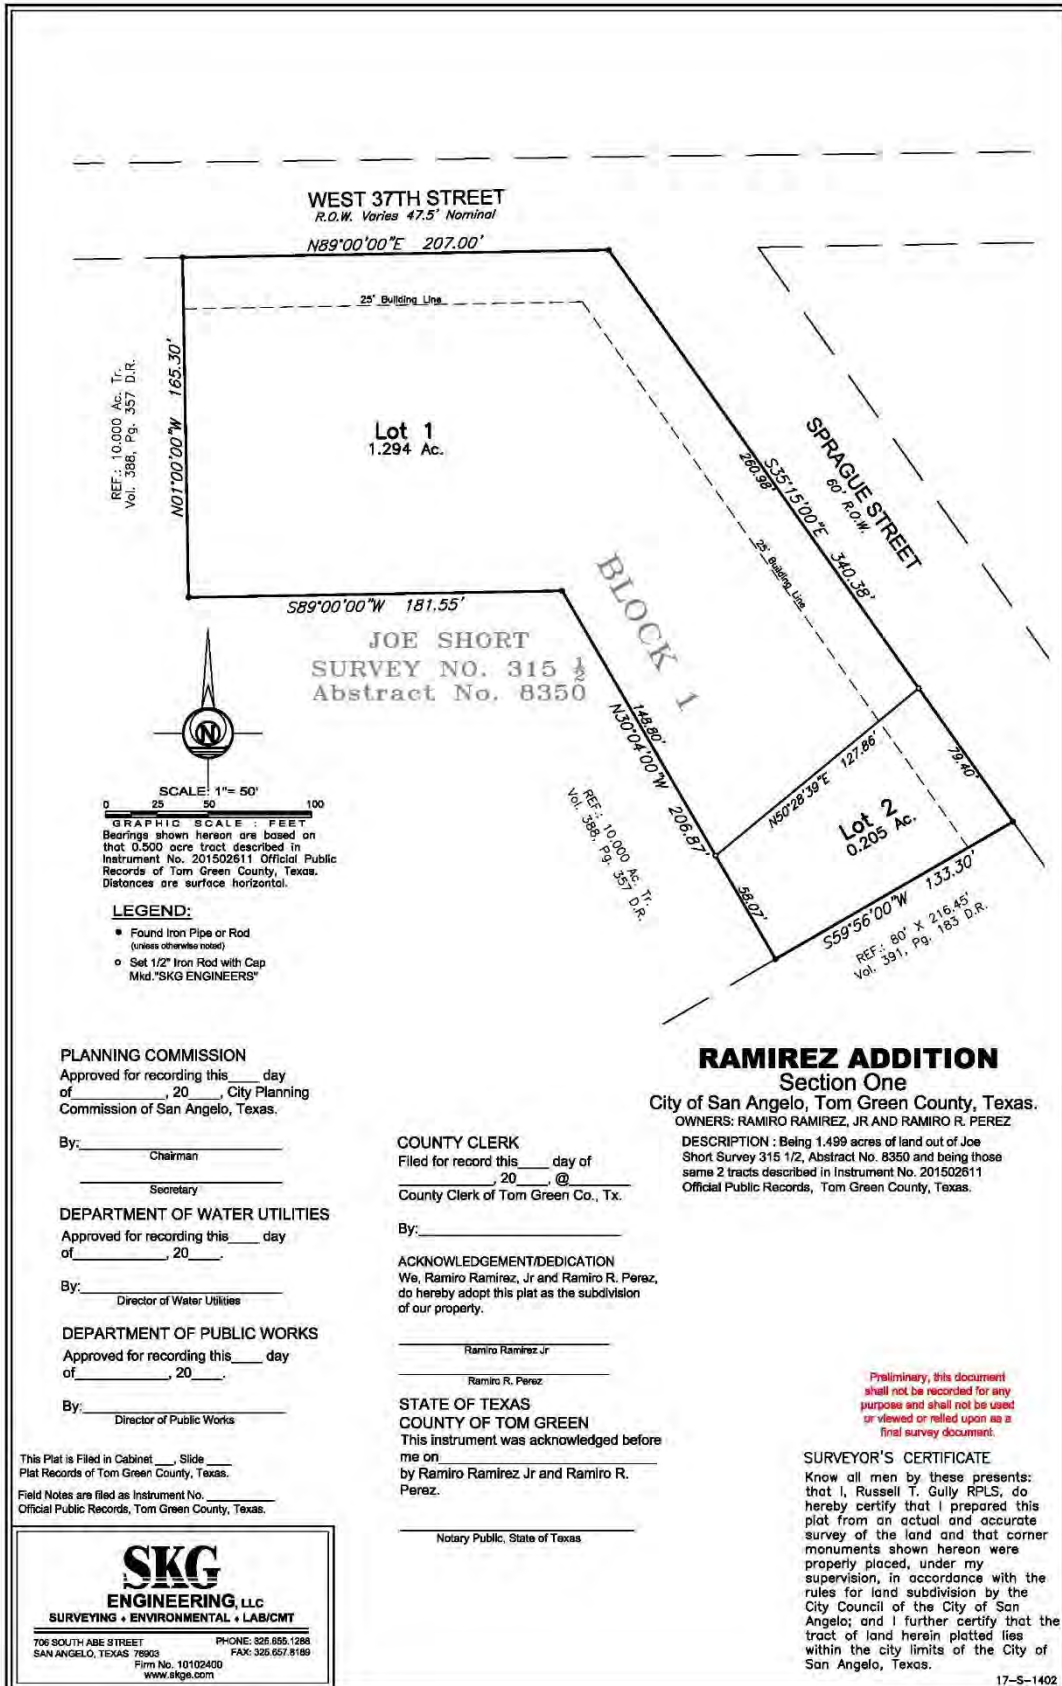 WEST 37TH STREET
R.O.W. Varies 47.5' Nominal
N89°00'00"E 207.00'
25' Building Line
REF.: 10.000 Ac. Tr.
Vol. 388, Pg. 357 D.R.
N01°00'00"W 165.30'
Lot 1
1.294 Ac.
SPRAGUE STREET
60' R.O.W.
S35°15'00"E 340.38'
260.98'
25' Building Line
BLOCK 1
S89°00'00"W 181.55'
JOE SHORT
SURVEY NO. 315 ½
Abstract No. 8350
148.80'
N30°04'00"W 206.87'
REF.: 10.000 Ac. Tr.
Vol. 388, Pg. 357 D.R.
N50°28'39"E 127.86'
79.40'
Lot 2
0.205 Ac.
58.07'
S59°56'00"W 133.30'
REF.: 80' X 216.45'
Vol. 391, Pg. 183 D.R.
N
SCALE: 1"= 50'
0 25 50 100
GRAPHIC SCALE : FEET
Bearings shown hereon are based on
that 0.500 acre tract described in
Instrument No. 201502611 Official Public
Records of Tom Green County, Texas.
Distances are surface horizontal.
LEGEND:
Found Iron Pipe or Rod
(unless otherwise noted)
Set 1/2" Iron Rod with Cap
Mkd."SKG ENGINEERS"
RAMIREZ ADDITION
Section One
City of San Angelo, Tom Green County, Texas.
OWNERS: RAMIRO RAMIREZ, JR AND RAMIRO R. PEREZ
DESCRIPTION : Being 1.499 acres of land out of Joe
Short Survey 315 1/2, Abstract No. 8350 and being those
same 2 tracts described in Instrument No. 201502611
Official Public Records, Tom Green County, Texas.
PLANNING COMMISSION
Approved for recording this____ day
of__________, 20____, City Planning
Commission of San Angelo, Texas.
By:____________________
Chairman
Secretary
DEPARTMENT OF WATER UTILITIES
Approved for recording this____ day
of__________, 20____.
By:____________________
Director of Water Utilities
DEPARTMENT OF PUBLIC WORKS
Approved for recording this____ day
of__________, 20____.
By:____________________
Director of Public Works
This Plat is Filed in Cabinet ___, Slide ____
Plat Records of Tom Green County, Texas.
Field Notes are filed as Instrument No. ________
Official Public Records, Tom Green County, Texas.
COUNTY CLERK
Filed for record this____ day of
__________, 20____, @________
County Clerk of Tom Green Co., Tx.
By:____________________
ACKNOWLEDGEMENT/DEDICATION
We, Ramiro Ramirez, Jr and Ramiro R. Perez,
do hereby adopt this plat as the subdivision
of our property.
Ramiro Ramirez Jr
Ramiro R. Perez
STATE OF TEXAS
COUNTY OF TOM GREEN
This instrument was acknowledged before
me on____________________
by Ramiro Ramirez Jr and Ramiro R.
Perez.
Notary Public, State of Texas
Preliminary, this document
shall not be recorded for any
purpose and shall not be used
or viewed or relied upon as a
final survey document.
SURVEYOR'S CERTIFICATE
Know all men by these presents:
that I, Russell T. Gully RPLS, do
hereby certify that I prepared this
plat from an actual and accurate
survey of the land and that corner
monuments shown hereon were
properly placed, under my
supervision, in accordance with the
rules for land subdivision by the
City Council of the City of San
Angelo; and I further certify that the
tract of land herein platted lies
within the city limits of the City of
San Angelo, Texas.
SKG
ENGINEERING, LLC
SURVEYING • ENVIRONMENTAL • LAB/CMT
706 SOUTH ABE STREET PHONE: 325.655.1288
SAN ANGELO, TEXAS 76903 FAX: 325.657.8189
Firm No. 10102400
www.skge.com
17-S-1402